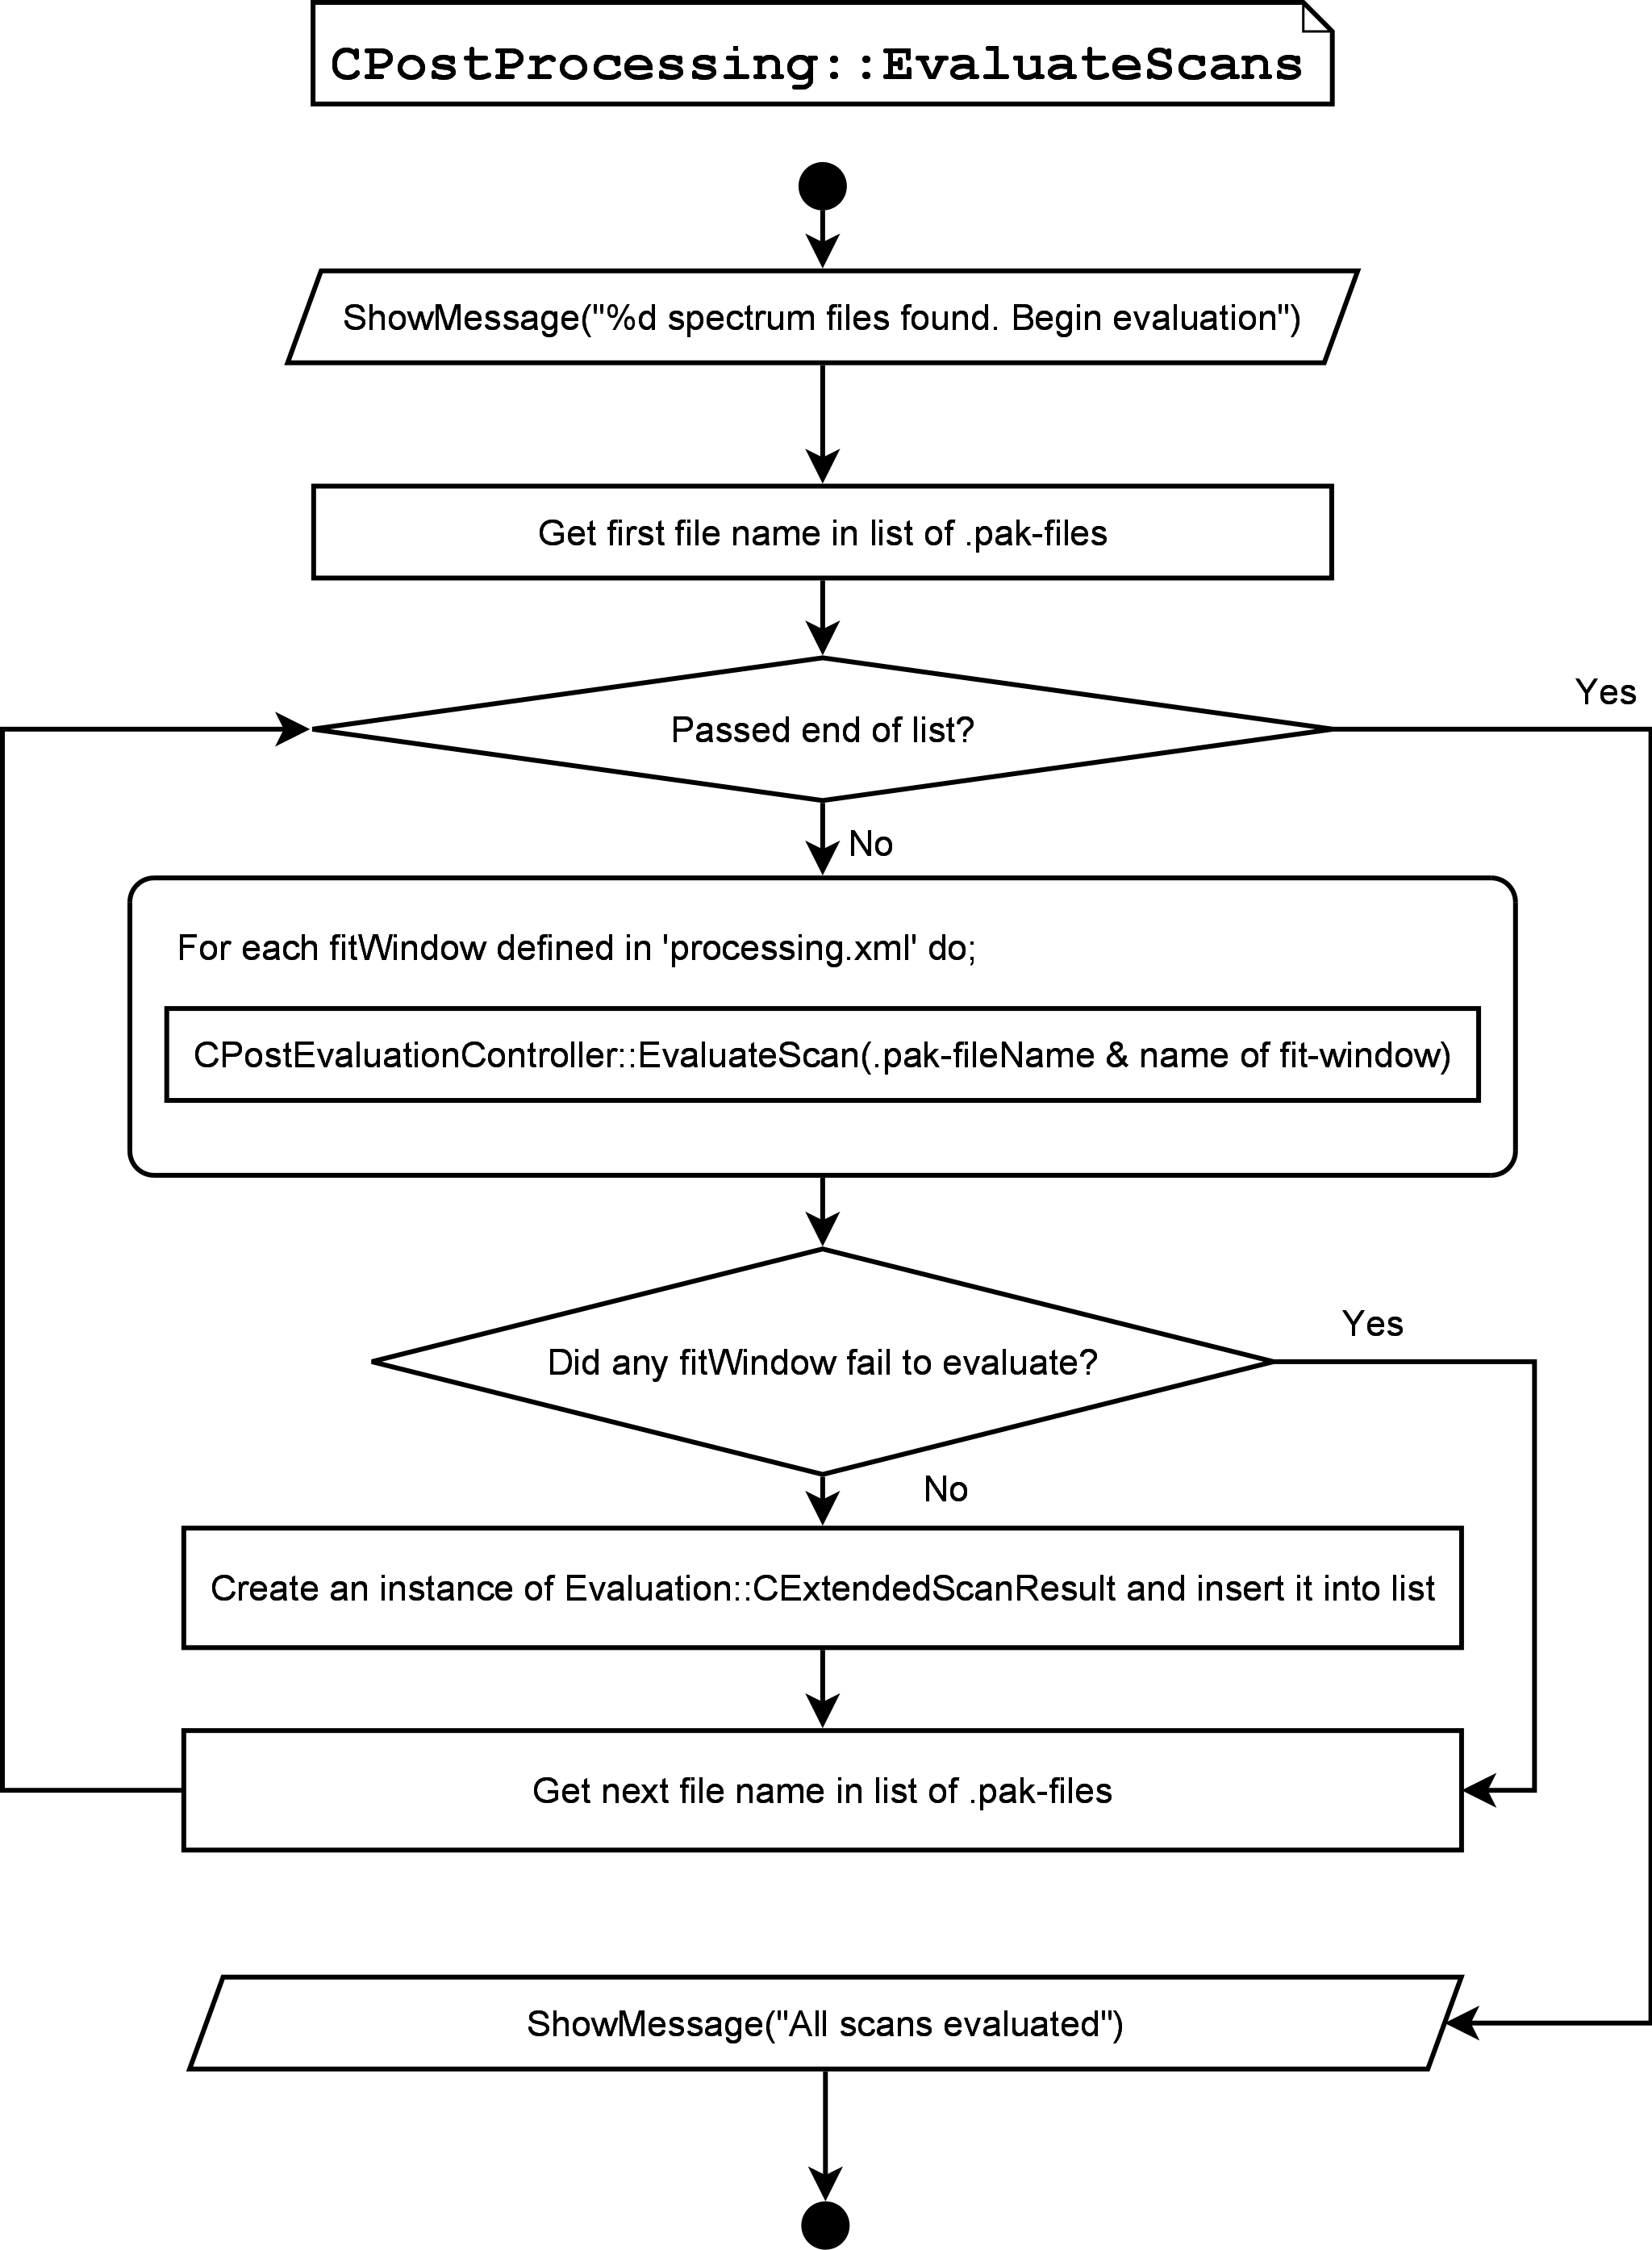 CPostProcessing::EvaluateScans
ShowMessage("%d spectrum files found. Begin evaluation")
Get first file name in list of .pak-files
Passed end of list?
Yes
No
For each fitWindow defined in 'processing.xml' do;
CPostEvaluationController::EvaluateScan(.pak-fileName & name of fit-window)
Did any fitWindow fail to evaluate?
Yes
No
Create an instance of Evaluation::CExtendedScanResult and insert it into list
Get next file name in list of .pak-files
ShowMessage("All scans evaluated")